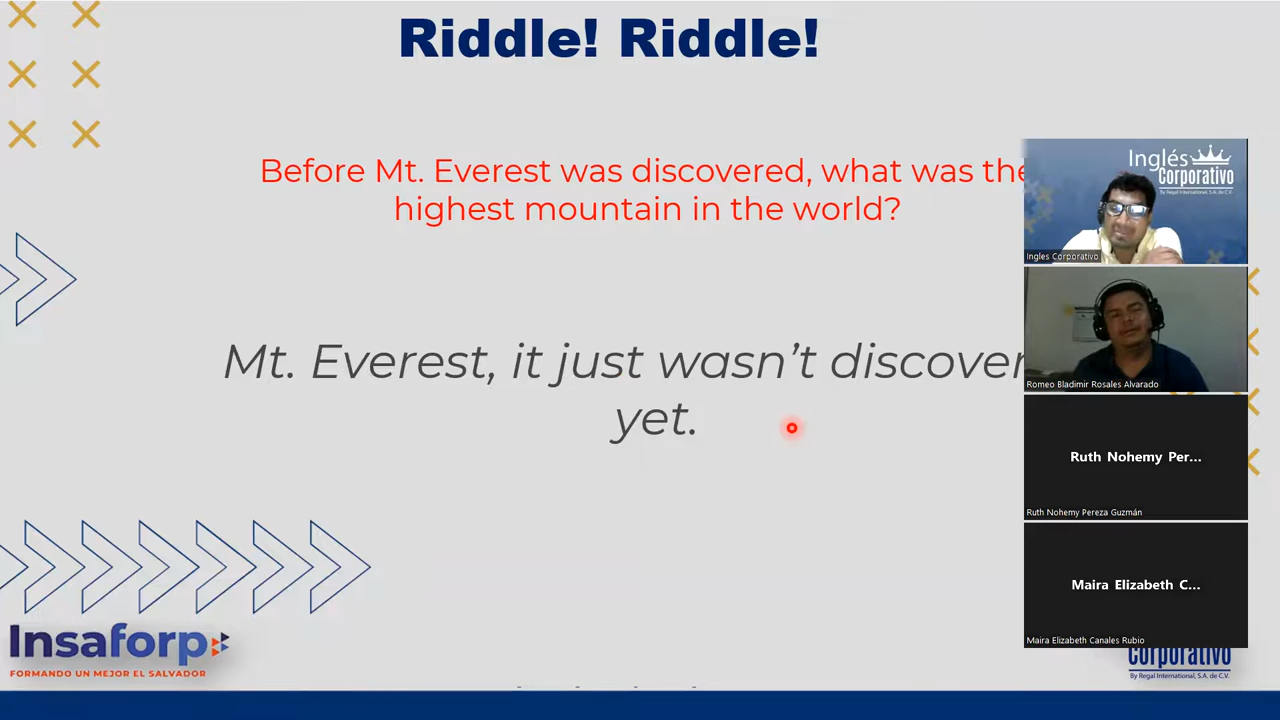 Riddle! Riddle!
Before Mt. Everest was discovered, what was the
highest mountain in the world?
Mt. Everest, it just wasn't discover
yet.
Inglés
Corporativo
By Regal International, S.A. de C.V.
Ingles Corporativo
Romeo Bladimir Rosales Alvarado
Ruth Nohemy Per...
Ruth Nohemy Pereza Guzmán
Maira Elizabeth C...
Maira Elizabeth Canales Rubio
Insaforp
FORMANDO UN MEJOR EL SALVADOR
Corporativo
By Regal International, S.A. de C.V.